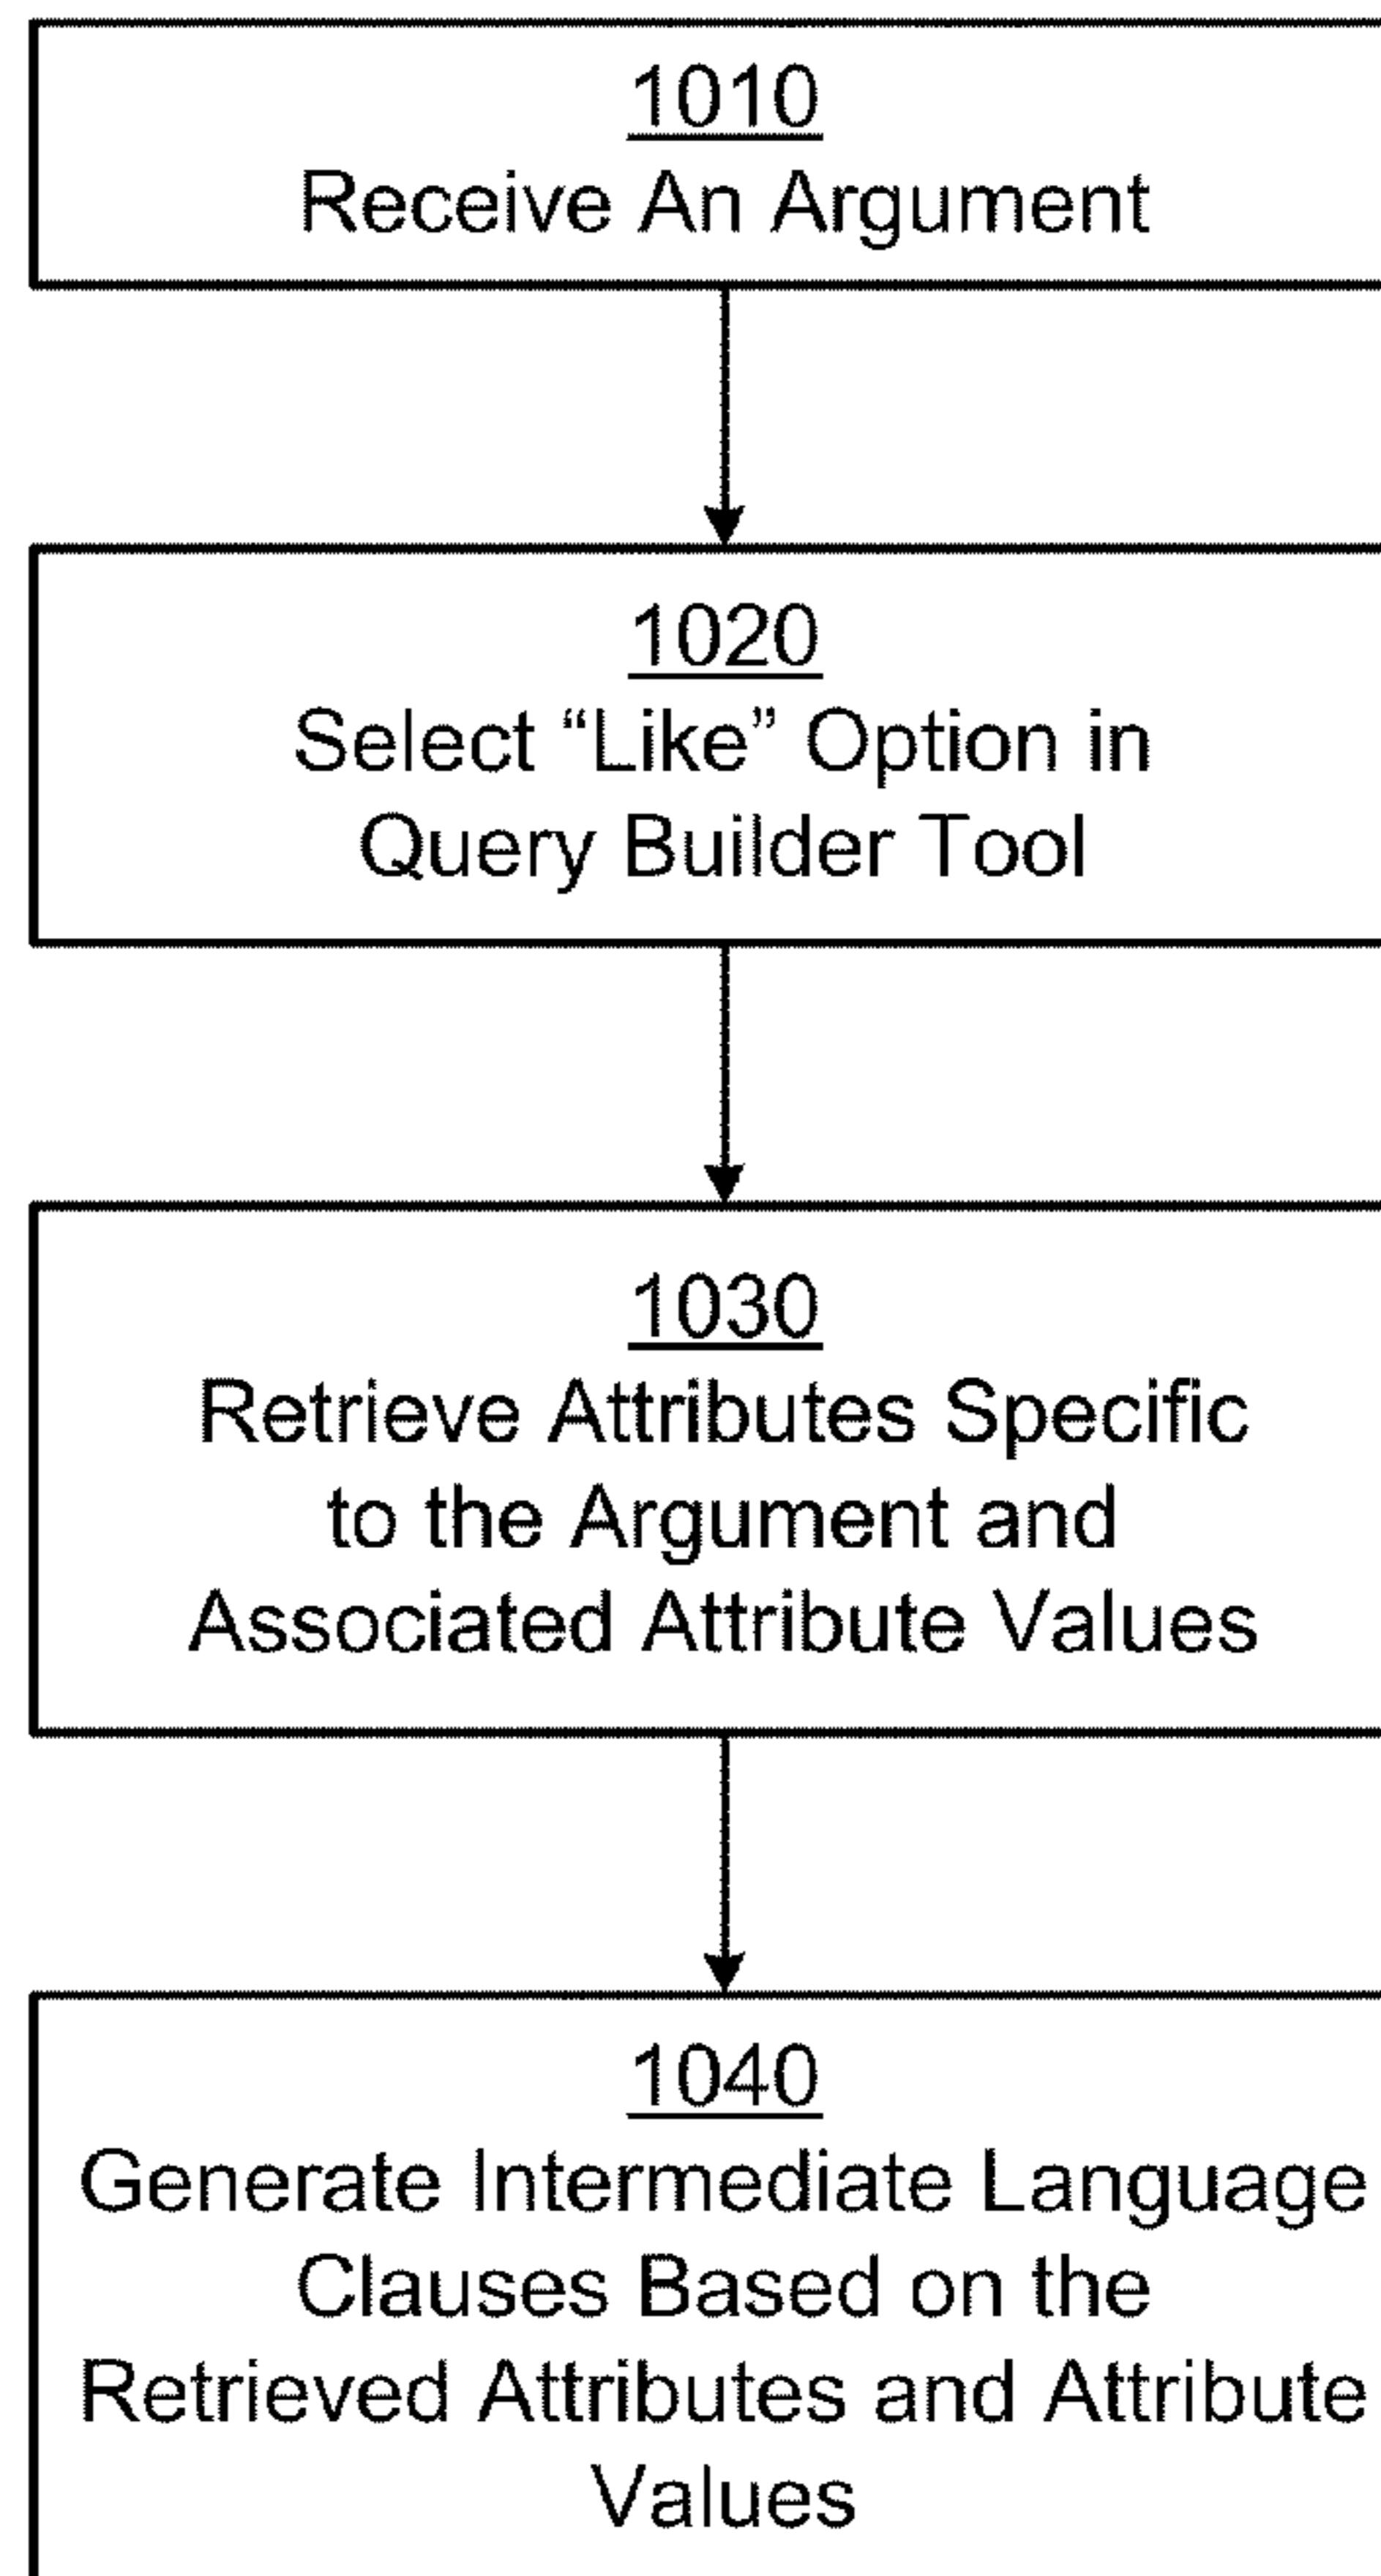 1010
Receive An Argument
1020
Select “Like” Option in
Query Builder Tool
1030
Retrieve Attributes Specific
to the Argument and
Associated Attribute Values
1040
Generate Intermediate Language
Clauses Based on the
Retrieved Attributes and Attribute
Values